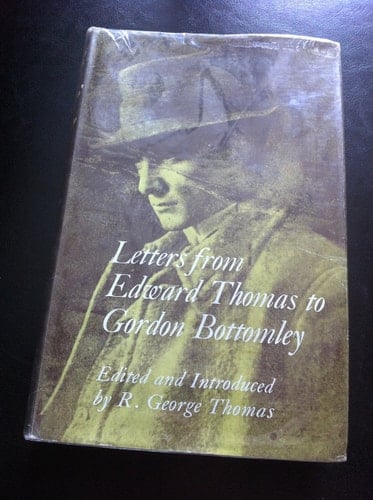 Letters from
Edward Thomas to
Gordon Bottomley
Edited and Introduced
by R. George Thomas